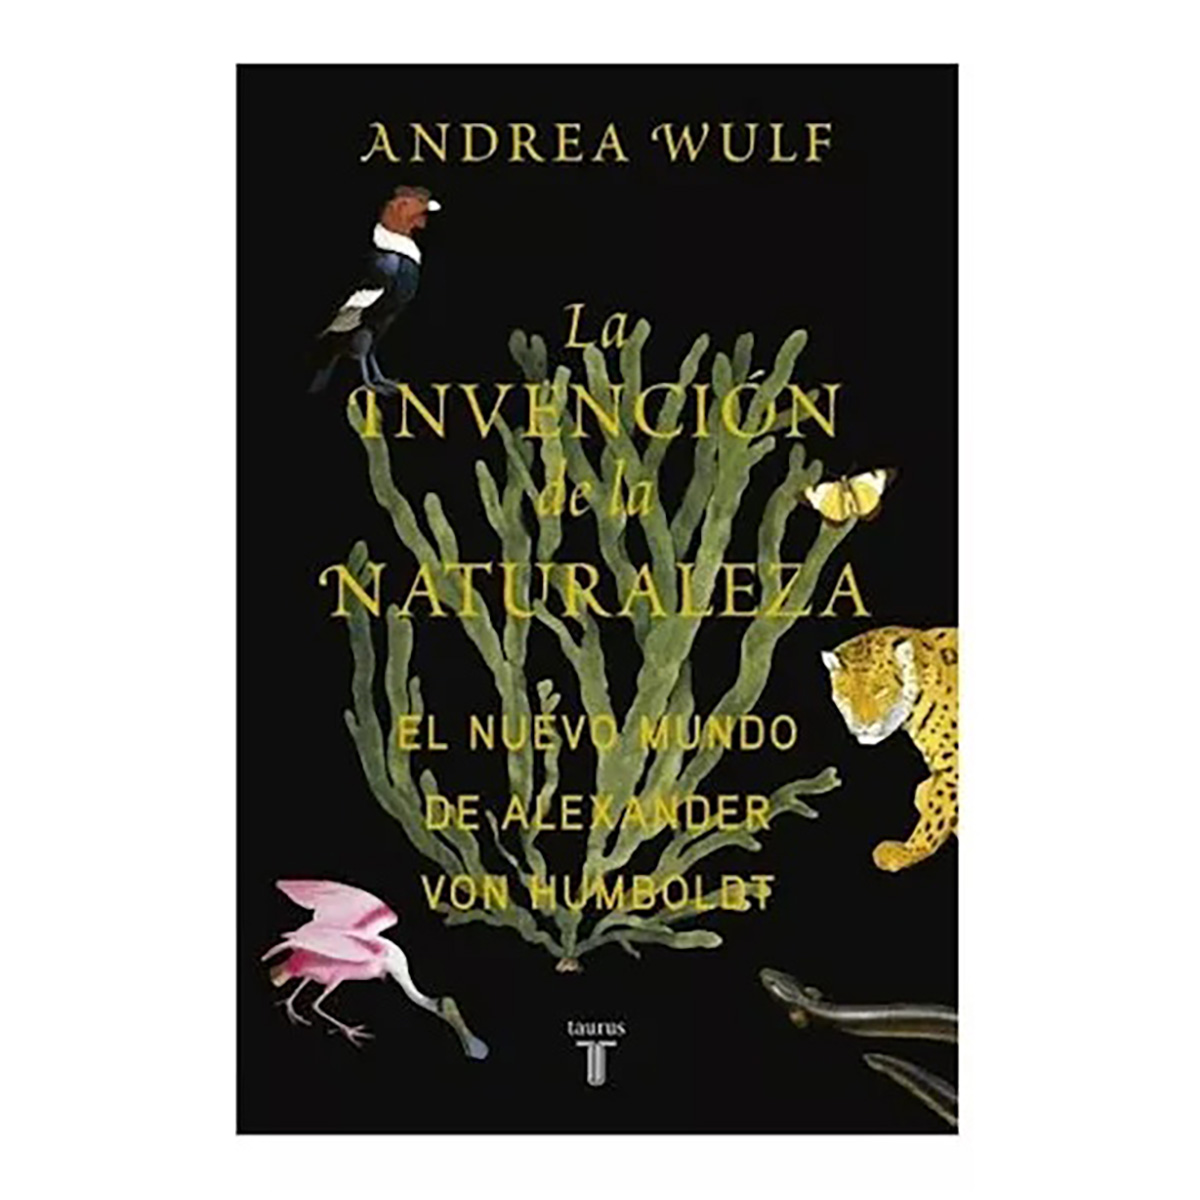 ANDREA WULF
La
INVENCIÓN
de la
NATURALEZA
EL NUEVO MUNDO
DE ALEXANDER
VON HUMBOLDT
taurus
T